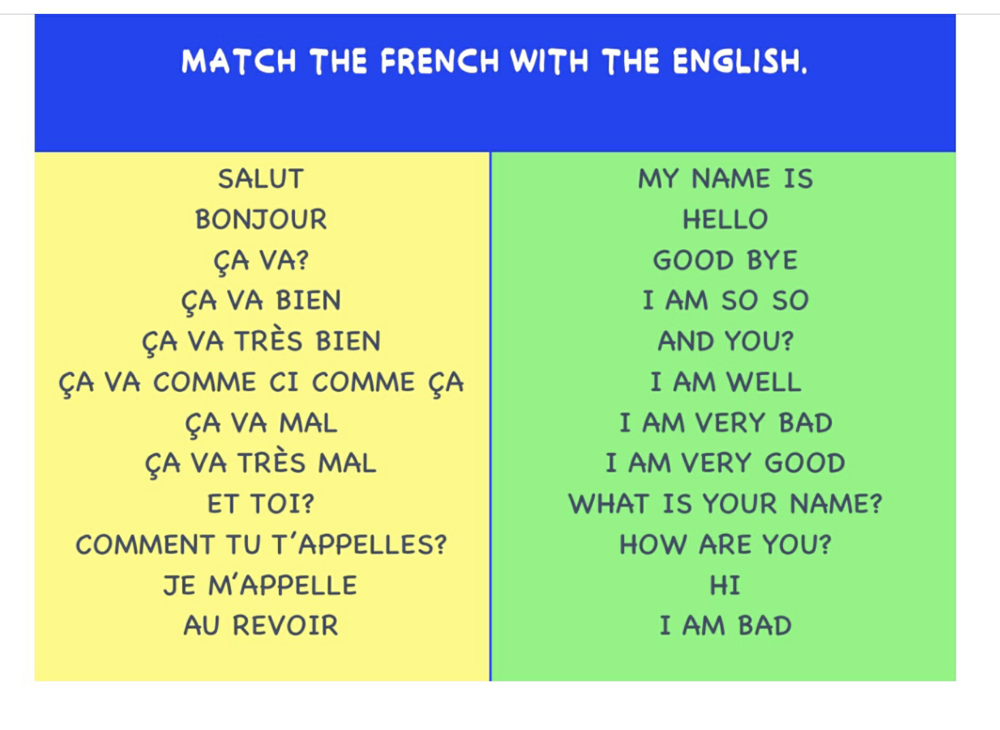 MATCH THE FRENCH WITH THE ENGLISH.
SALUT
BONJOUR
ÇA VA?
ÇA VA BIEN
ÇA VA TRÈS BIEN
ÇA VA COMME CI COMME ÇA
ÇA VA MAL
ÇA VA TRÈS MAL
ET TOI?
COMMENT TU T'APPELLES?
JE M'APPELLE
AU REVOIR
MY NAME IS
HELLO
GOOD BYE
I AM SO SO
AND YOU?
I AM WELL
I AM VERY BAD
I AM VERY GOOD
WHAT IS YOUR NAME?
HOW ARE YOU?
HI
I AM BAD